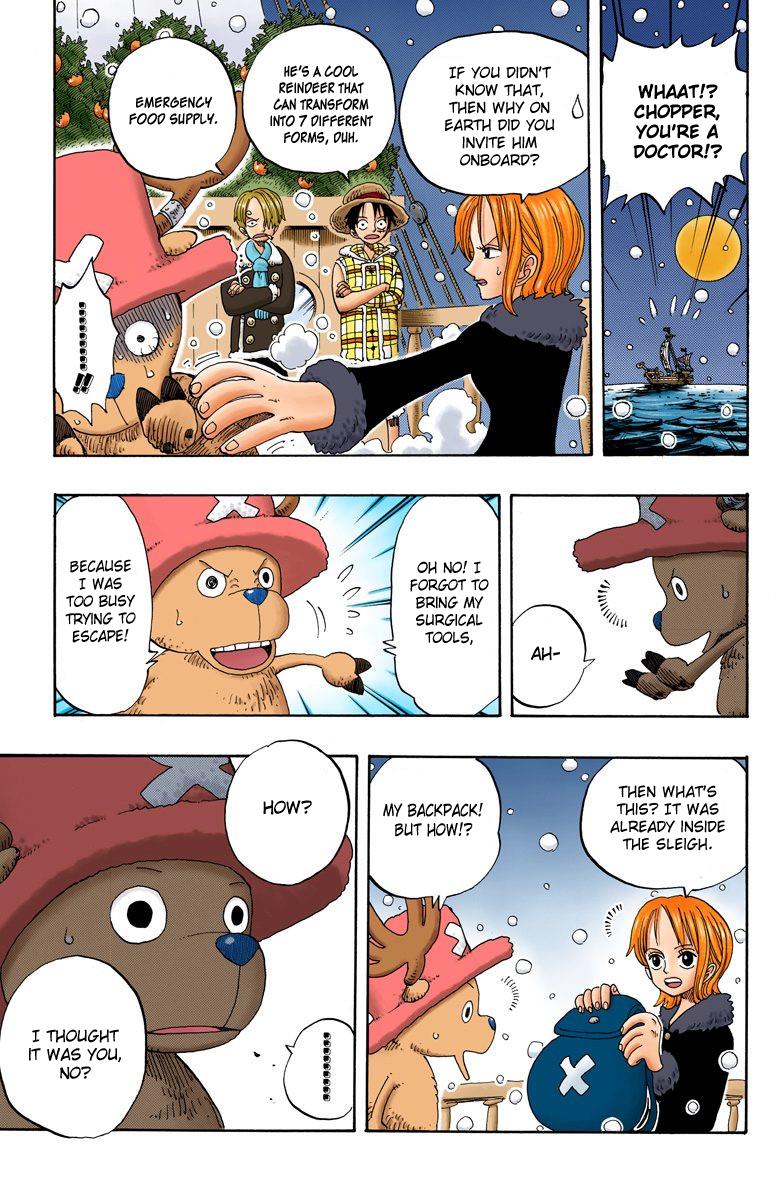 WHAAT!?
CHOPPER,
YOU'RE A
DOCTOR!?
IF YOU DIDN'T
KNOW THAT,
THEN WHY ON
EARTH DID YOU
INVITE HIM
ONBOARD?
HE'S A COOL
REINDEER THAT
CAN TRANSFORM
INTO 7 DIFFERENT
FORMS, DUH.
EMERGENCY
FOOD SUPPLY.
!!
AH-
OH NO! I
FORGOT TO
BRING MY
SURGICAL
TOOLS,
BECAUSE
I WAS
TOO BUSY
TRYING TO
ESCAPE!
THEN WHAT'S
THIS? IT WAS
ALREADY INSIDE
THE SLEIGH.
MY BACKPACK!
BUT HOW!?
HOW?
I THOUGHT
IT WAS YOU,
NO?